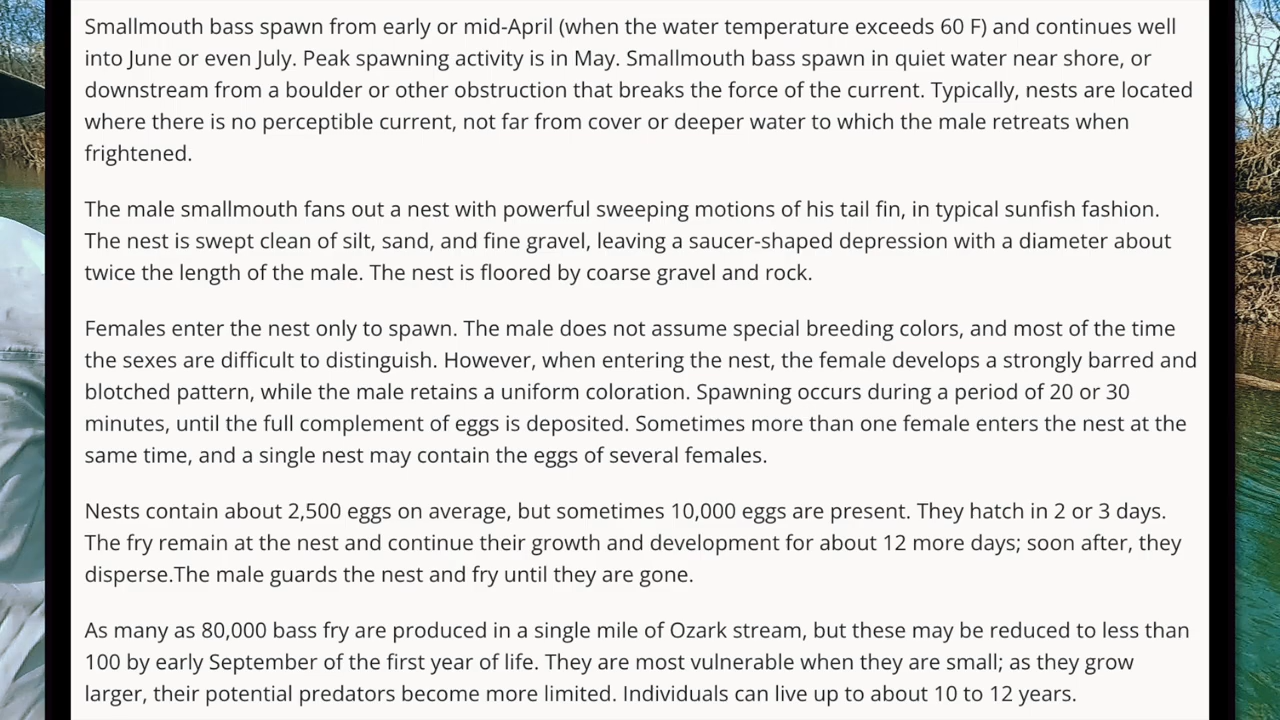 Smallmouth bass spawn from early or mid-April (when the water temperature exceeds 60 F) and continues well
into June or even July. Peak spawning activity is in May. Smallmouth bass spawn in quiet water near shore, or
downstream from a boulder or other obstruction that breaks the force of the current. Typically, nests are located
where there is no perceptible current, not far from cover or deeper water to which the male retreats when
frightened.
The male smallmouth fans out a nest with powerful sweeping motions of his tail fin, in typical sunfish fashion.
The nest is swept clean of silt, sand, and fine gravel, leaving a saucer-shaped depression with a diameter about
twice the length of the male. The nest is floored by coarse gravel and rock.
Females enter the nest only to spawn. The male does not assume special breeding colors, and most of the time
the sexes are difficult to distinguish. However, when entering the nest, the female develops a strongly barred and
blotched pattern, while the male retains a uniform coloration. Spawning occurs during a period of 20 or 30
minutes, until the full complement of eggs is deposited. Sometimes more than one female enters the nest at the
same time, and a single nest may contain the eggs of several females.
Nests contain about 2,500 eggs on average, but sometimes 10,000 eggs are present. They hatch in 2 or 3 days.
The fry remain at the nest and continue their growth and development for about 12 more days; soon after, they
disperse.The male guards the nest and fry until they are gone.
As many as 80,000 bass fry are produced in a single mile of Ozark stream, but these may be reduced to less than
100 by early September of the first year of life. They are most vulnerable when they are small; as they grow
larger, their potential predators become more limited. Individuals can live up to about 10 to 12 years.